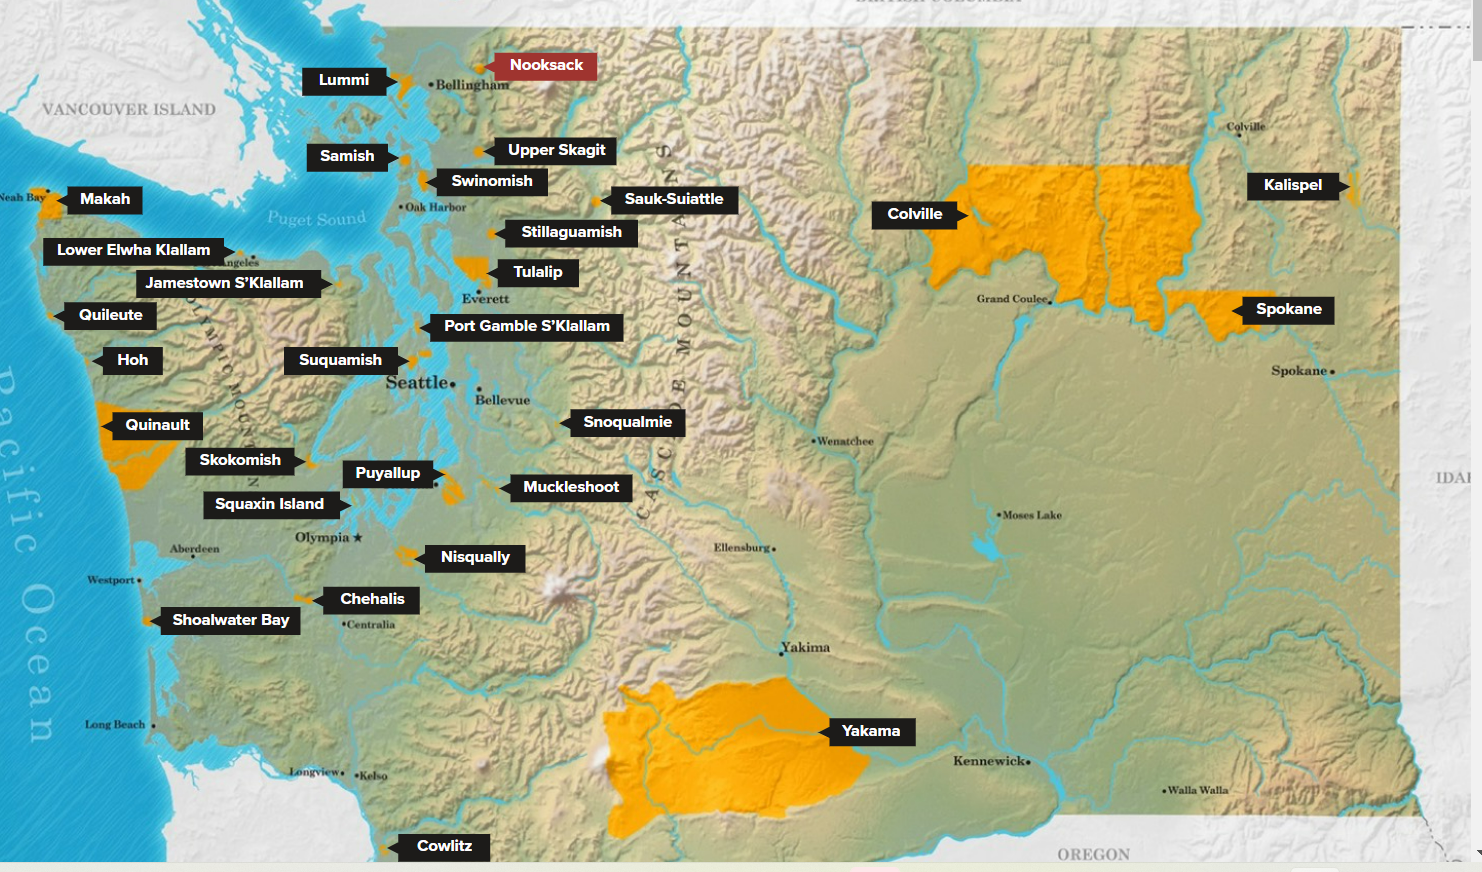 BRITISH COLUMBIA
Nooksack
Lummi
Bellingham
VANCOUVER ISLAND
Colville
Samish
Upper Skagit
Swinomish
Kalispel
Neah Bay
Makah
Sauk-Suiattle
Oak Harbor
Colville
Puget Sound
Stillaguamish
Lower Elwha Klallam
Angeles
Tulalip
Jamestown S'Klallam
Everett
Grand Coulee
Spokane
Quileute
Port Gamble S'Klallam
Hoh
Suquamish
Seattle
Spokane
Bellevue
OLYMPIC MOUNTAINS
CASCADE MOUNTAINS
Quinault
Snoqualmie
Wenatchee
Skokomish
Puyallup
Muckleshoot
Squaxin Island
Moses Lake
Olympia
Aberdeen
Ellensburg
Nisqually
Westport
Chehalis
Shoalwater Bay
Centralia
Pacific Ocean
Yakima
Long Beach
Yakama
Kennewick
Longview
Kelso
Walla Walla
Cowlitz
OREGON